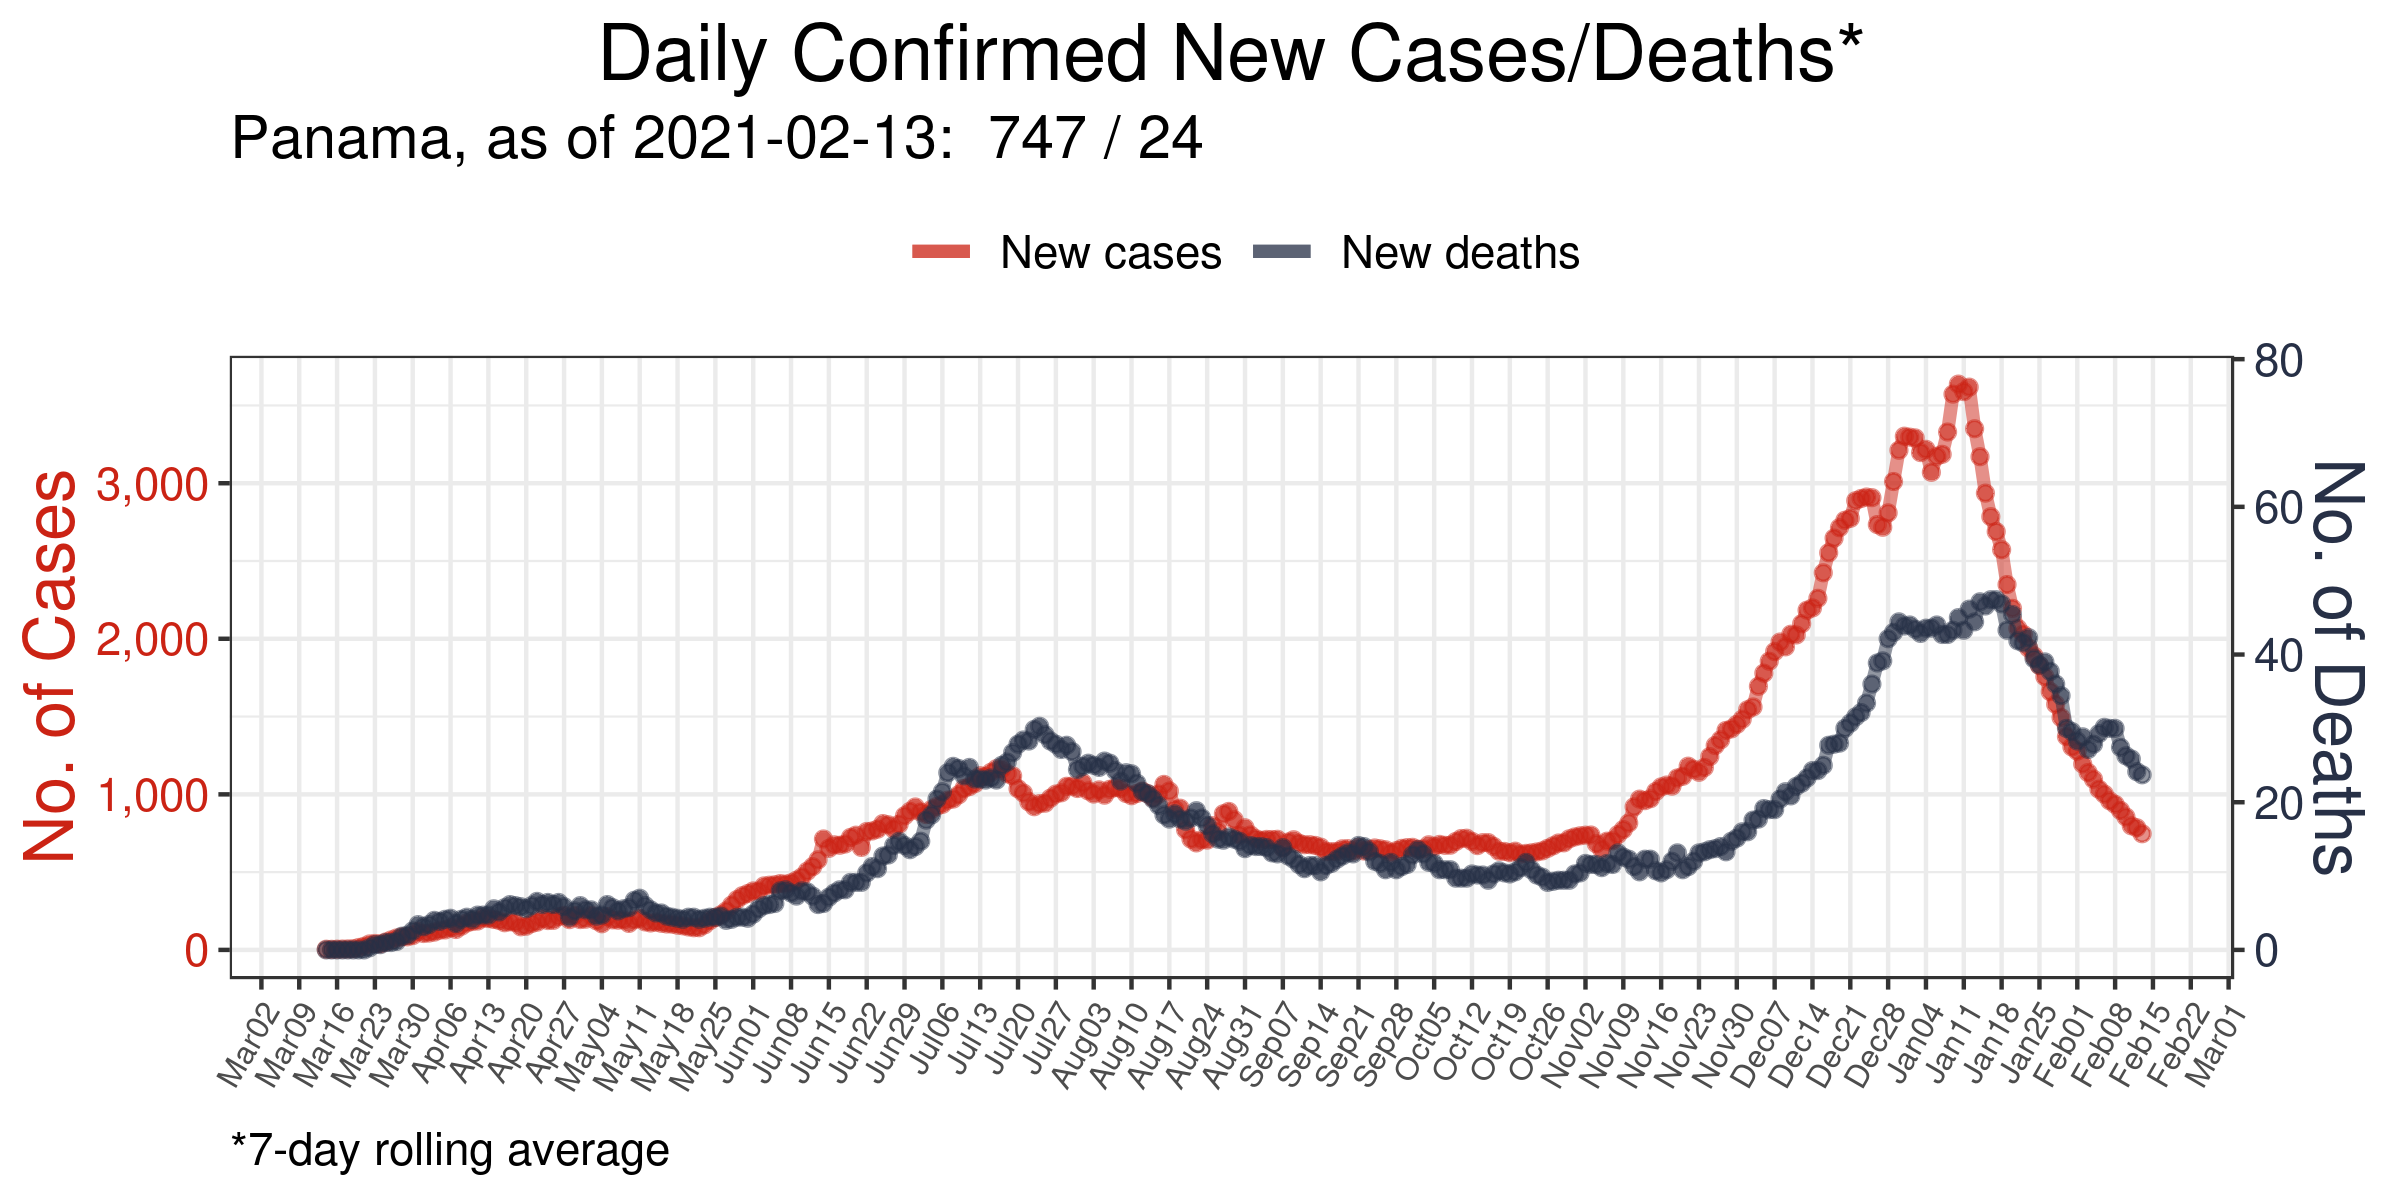 Daily Confirmed New Cases/Deaths*
Panama, as of 2021-02-13:  747 / 24
New cases
New deaths
No. of Cases
3,000
2,000
1,000
0
80
60
40
20
0
No. of Deaths
Mar02
Mar09
Mar16
Mar23
Mar30
Apr06
Apr13
Apr20
Apr27
May04
May11
May18
May25
Jun01
Jun08
Jun15
Jun22
Jun29
Jul06
Jul13
Jul20
Jul27
Aug03
Aug10
Aug17
Aug24
Aug31
Sep07
Sep14
Sep21
Sep28
Oct05
Oct12
Oct19
Oct26
Nov02
Nov09
Nov16
Nov23
Nov30
Dec07
Dec14
Dec21
Dec28
Jan04
Jan11
Jan18
Jan25
Feb01
Feb08
Feb15
Feb22
Mar01
*7-day rolling average